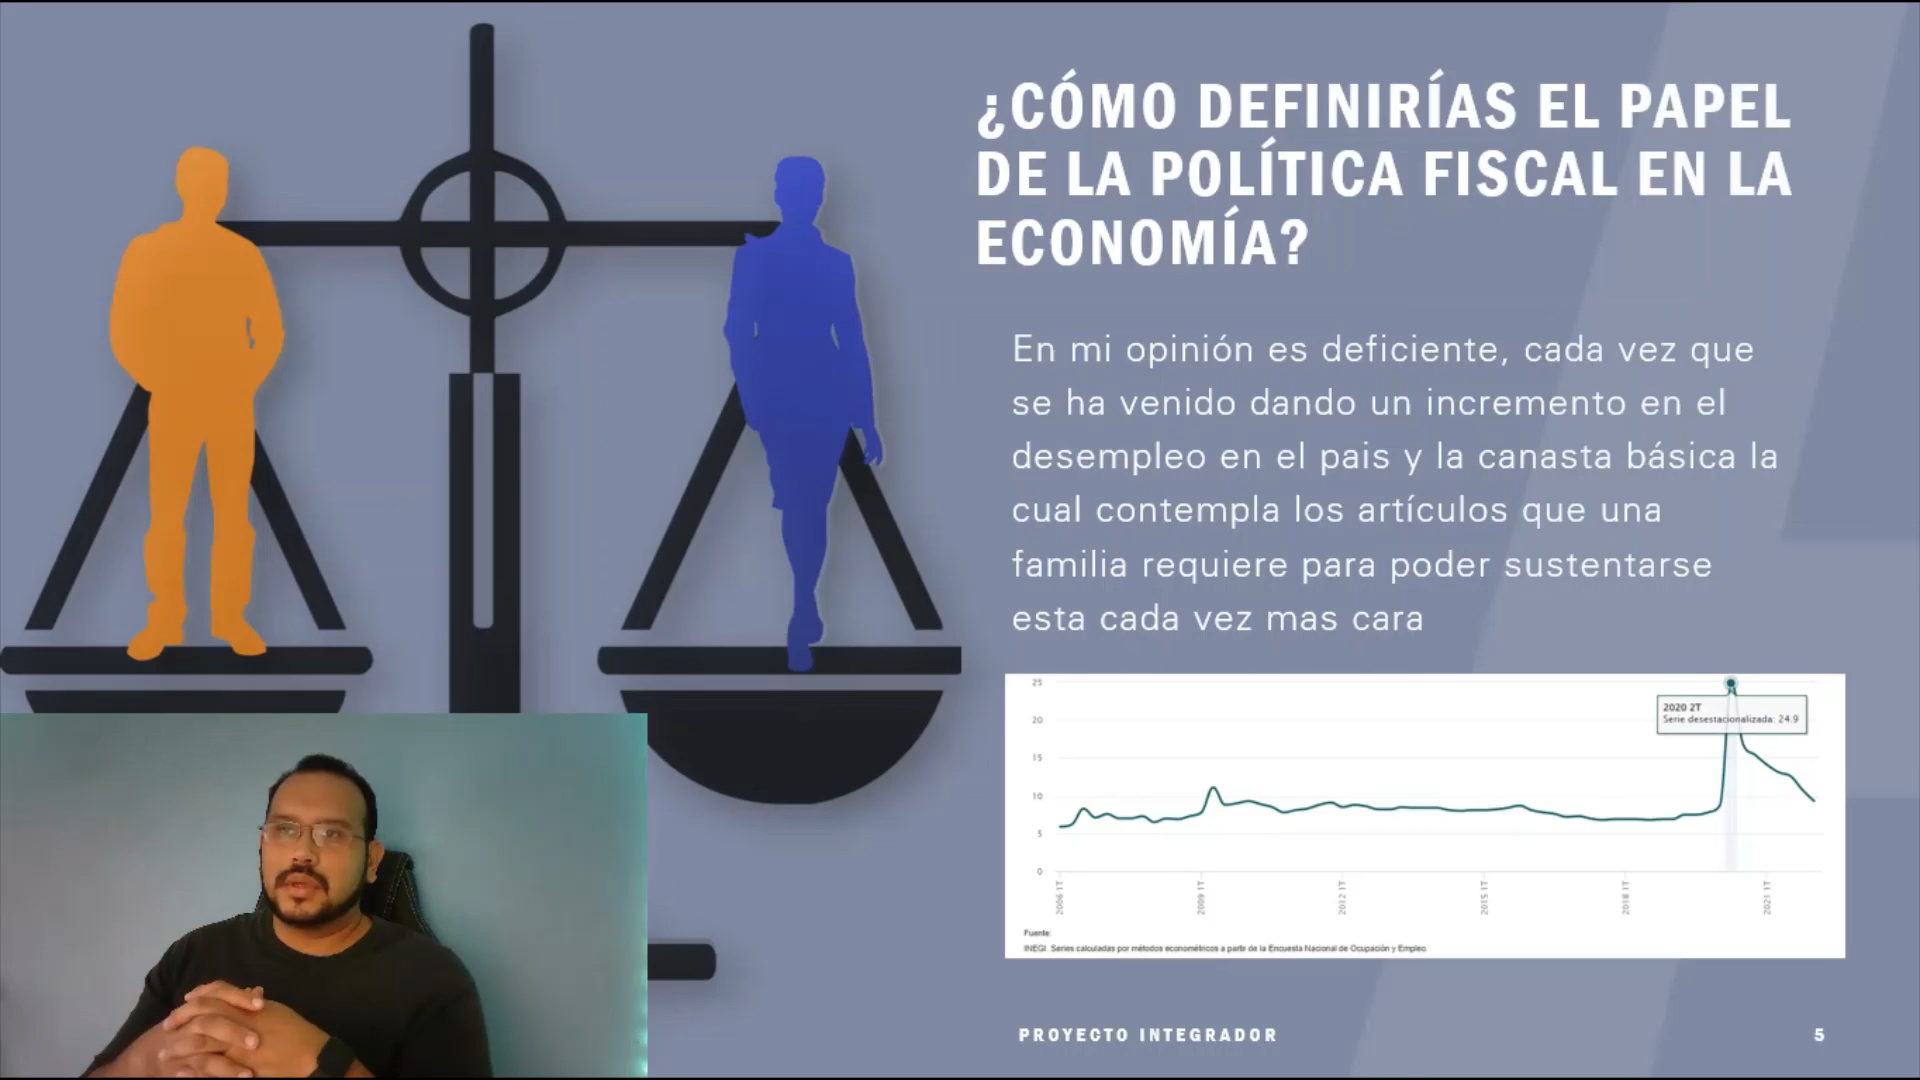 ¿CÓMO DEFINIRÍAS EL PAPEL
DE LA POLÍTICA FISCAL EN LA
ECONOMÍA?
En mi opinión es deficiente, cada vez que
se ha venido dando un incremento en el
desempleo en el pais y la canasta básica la
cual contempla los artículos que una
familia requiere para poder sustentarse
esta cada vez mas cara
25
20
15
10
5
0
2020 2T
Serie desestacionalizada: 24.9
2006 1T
2009 1T
2012 1T
2015 1T
2018 1T
2021 1T
Fuente:
INEGI. Series calculadas por métodos econométricos a partir de la Encuesta Nacional de Ocupación y Empleo.
PROYECTO INTEGRADOR
5